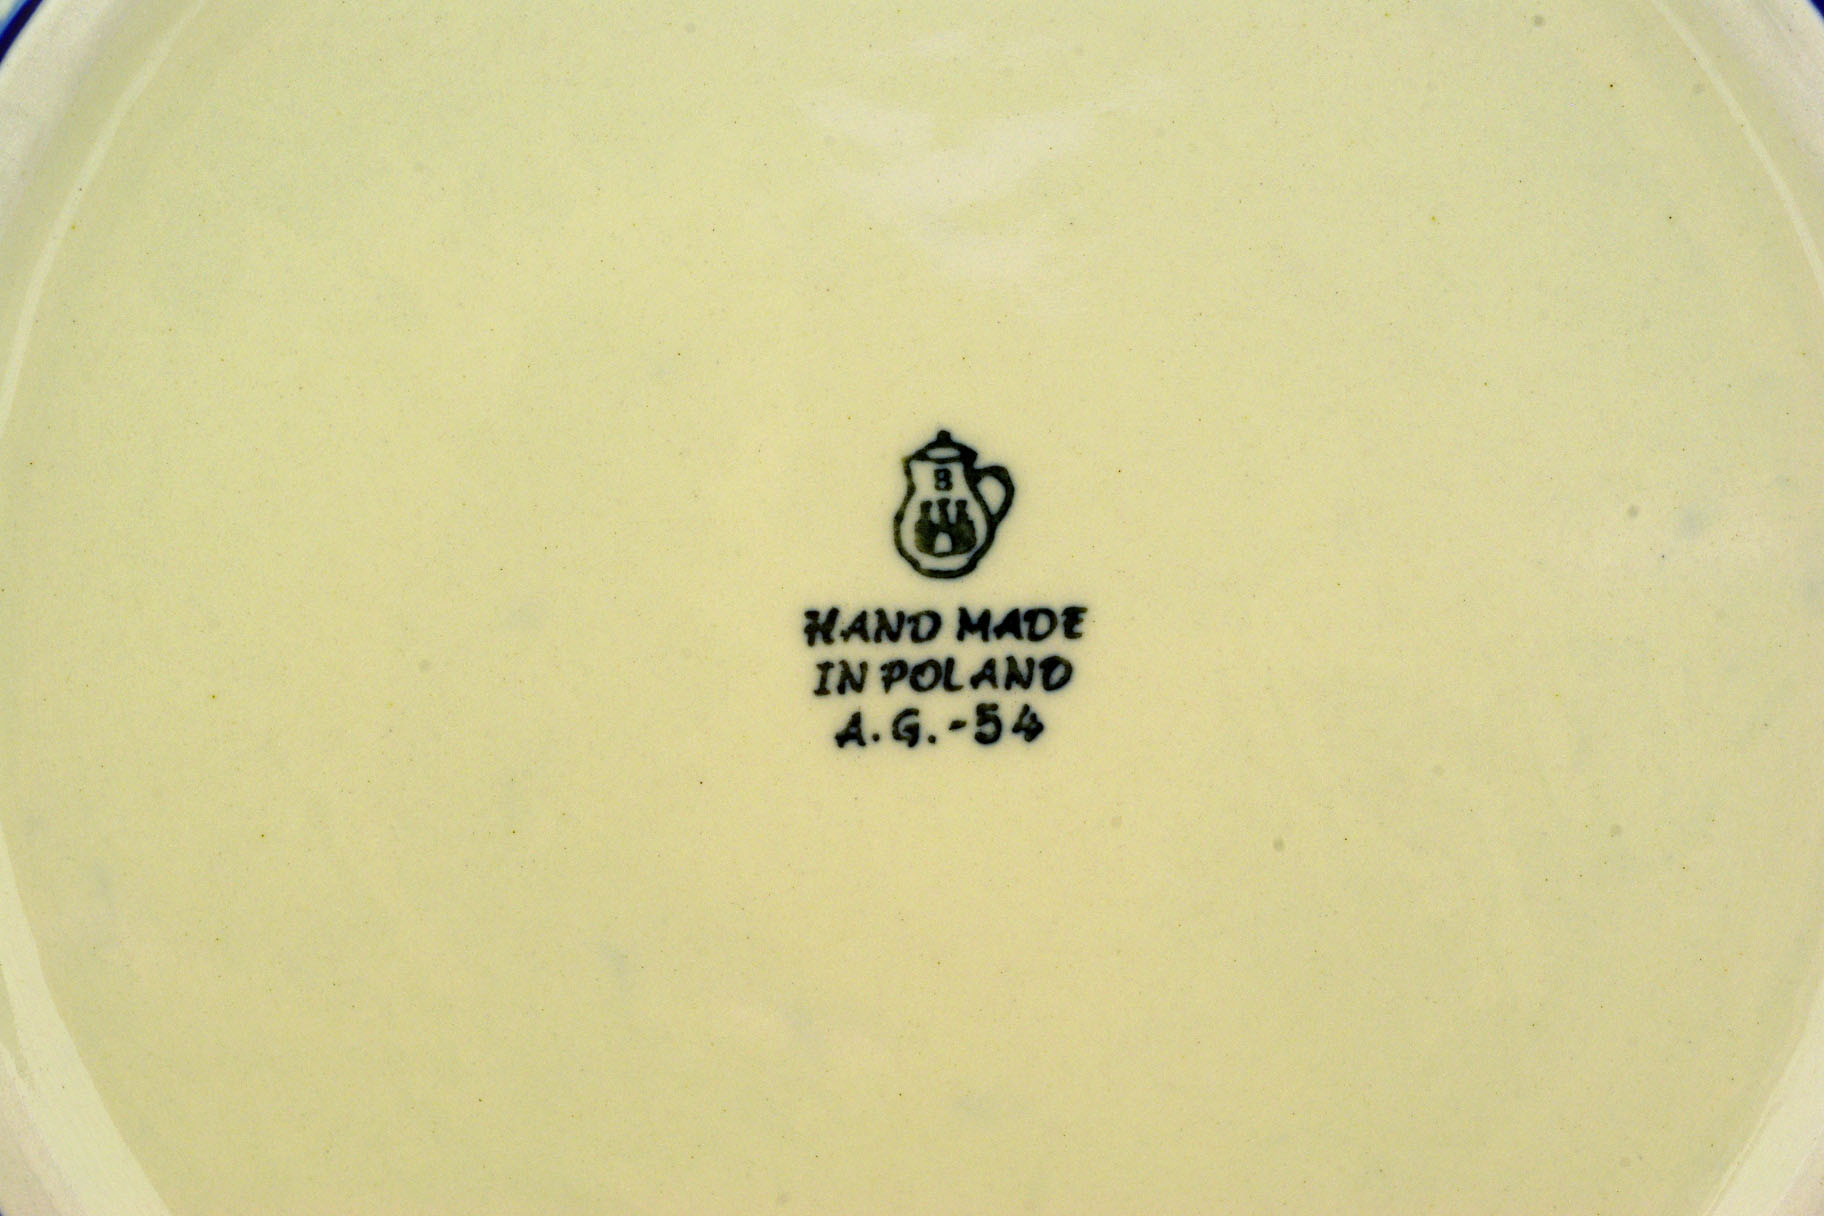 B
HAND MADE
IN POLAND
A.G.-54